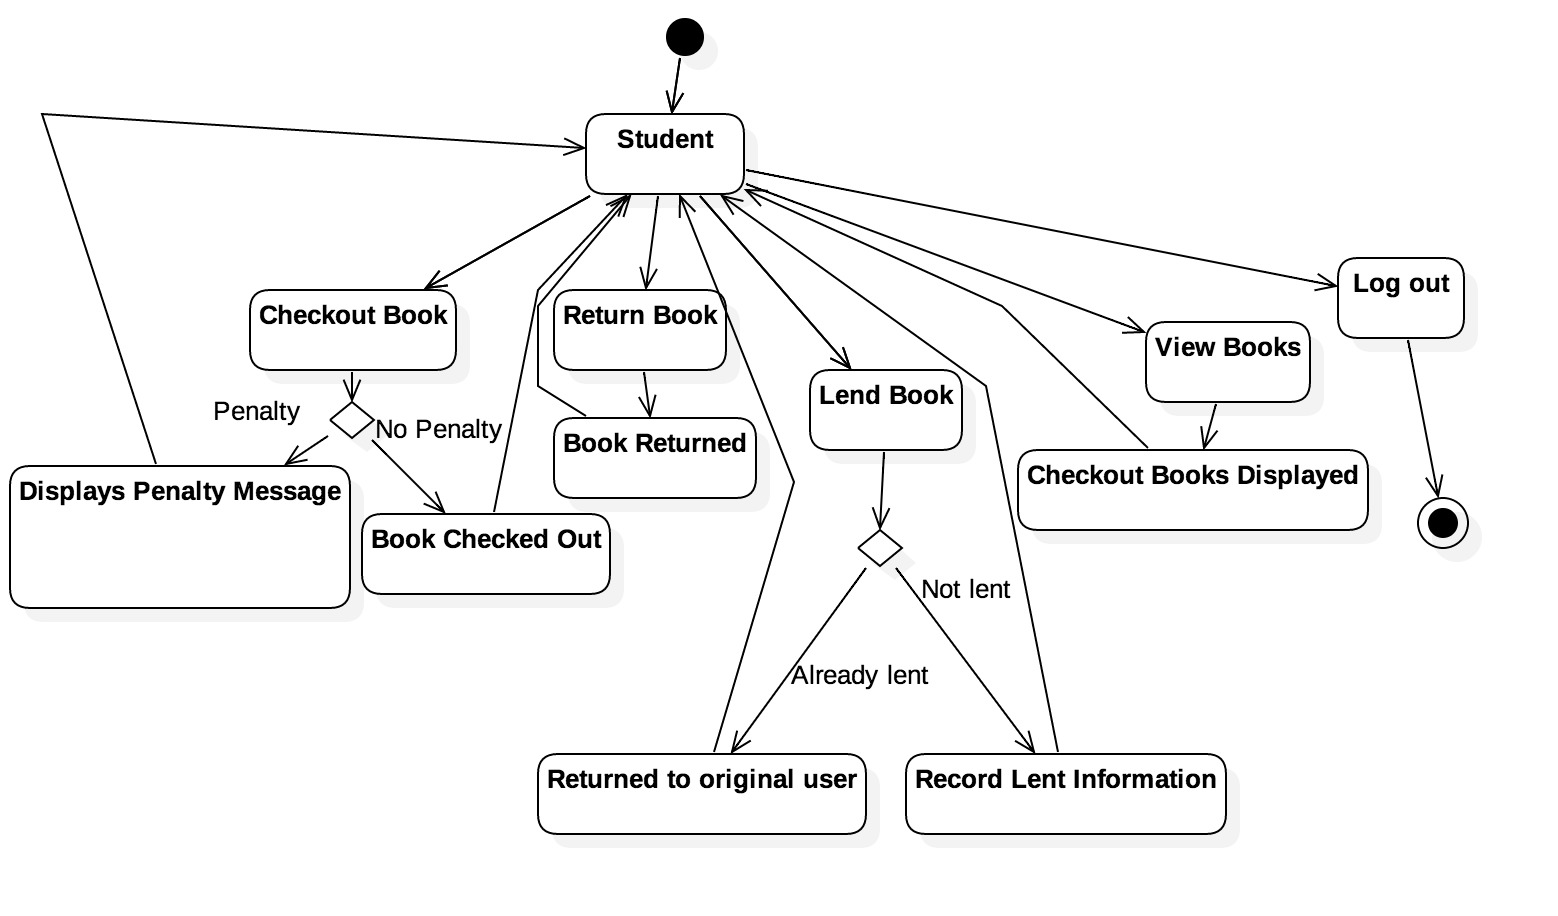 Student
Log out
Checkout Book
Return Book
View Books
Lend Book
Penalty
No Penalty
Book Returned
Checkout Books Displayed
Displays Penalty Message
Book Checked Out
Not lent
Already lent
Returned to original user
Record Lent Information